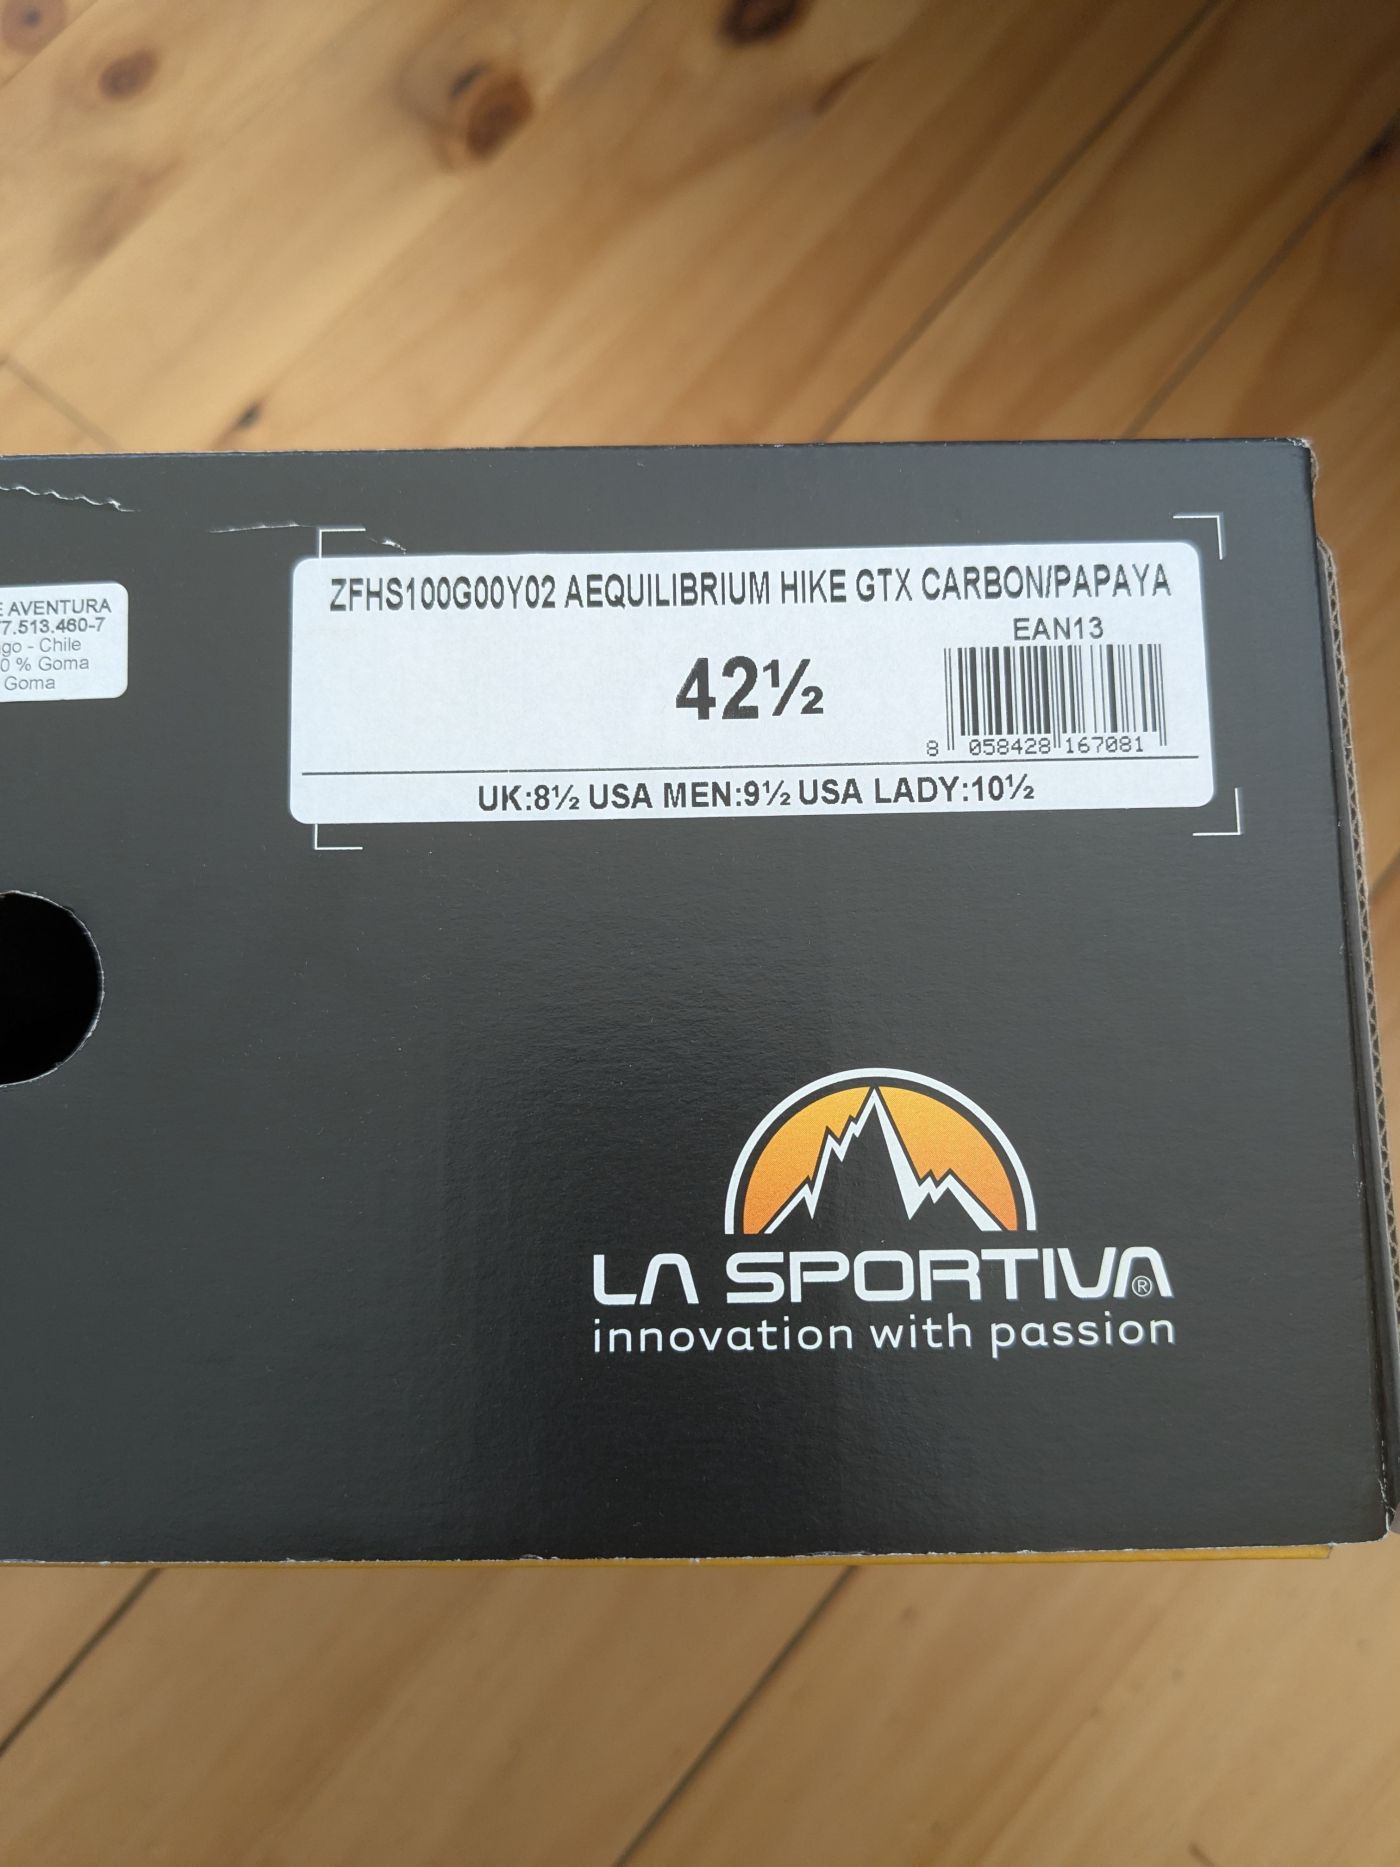 ZFHS100G00Y02 AEQUILIBRIUM HIKE GTX CARBON/PAPAYA
EAN13
42½
8 058428 167081
UK:8½ USA MEN:9½ USA LADY:10½
E AVENTURA
7.513.460-7
go - Chile
0 % Goma
Goma
LA SPORTIVA®
innovation with passion